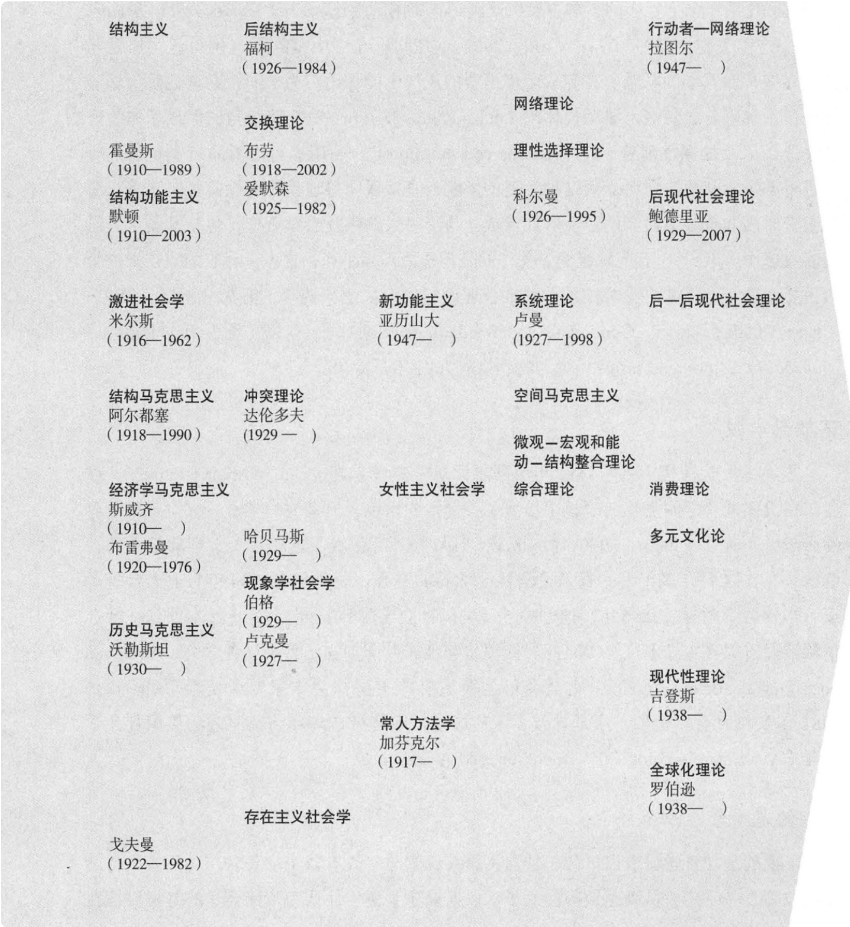 结构主义
霍曼斯
（1910—1989）
结构功能主义
默顿
（1910—2003）
激进社会学
米尔斯
（1916—1962）
结构马克思主义
阿尔都塞
（1918—1990）
经济学马克思主义
斯威齐
（1910—　）
布雷弗曼
（1920—1976）
历史马克思主义
沃勒斯坦
（1930—　）
戈夫曼
（1922—1982）
后结构主义
福柯
（1926—1984）
交换理论
布劳
（1918—2002）
爱默森
（1925—1982）
冲突理论
达伦多夫
(1929 —　)
哈贝马斯
（1929—　）
现象学社会学
伯格
（1929—　）
卢克曼
（1927—　）
存在主义社会学
新功能主义
亚历山大
（1947—　）
女性主义社会学
常人方法学
加芬克尔
（1917—　）
网络理论
理性选择理论
科尔曼
（1926—1995）
系统理论
卢曼
(1927—1998）
空间马克思主义
微观－宏观和能
动－结构整合理论
综合理论
行动者—网络理论
拉图尔
（1947—　）
后现代社会理论
鲍德里亚
（1929—2007）
后—后现代社会理论
消费理论
多元文化论
现代性理论
吉登斯
（1938—　）
全球化理论
罗伯逊
（1938—　）